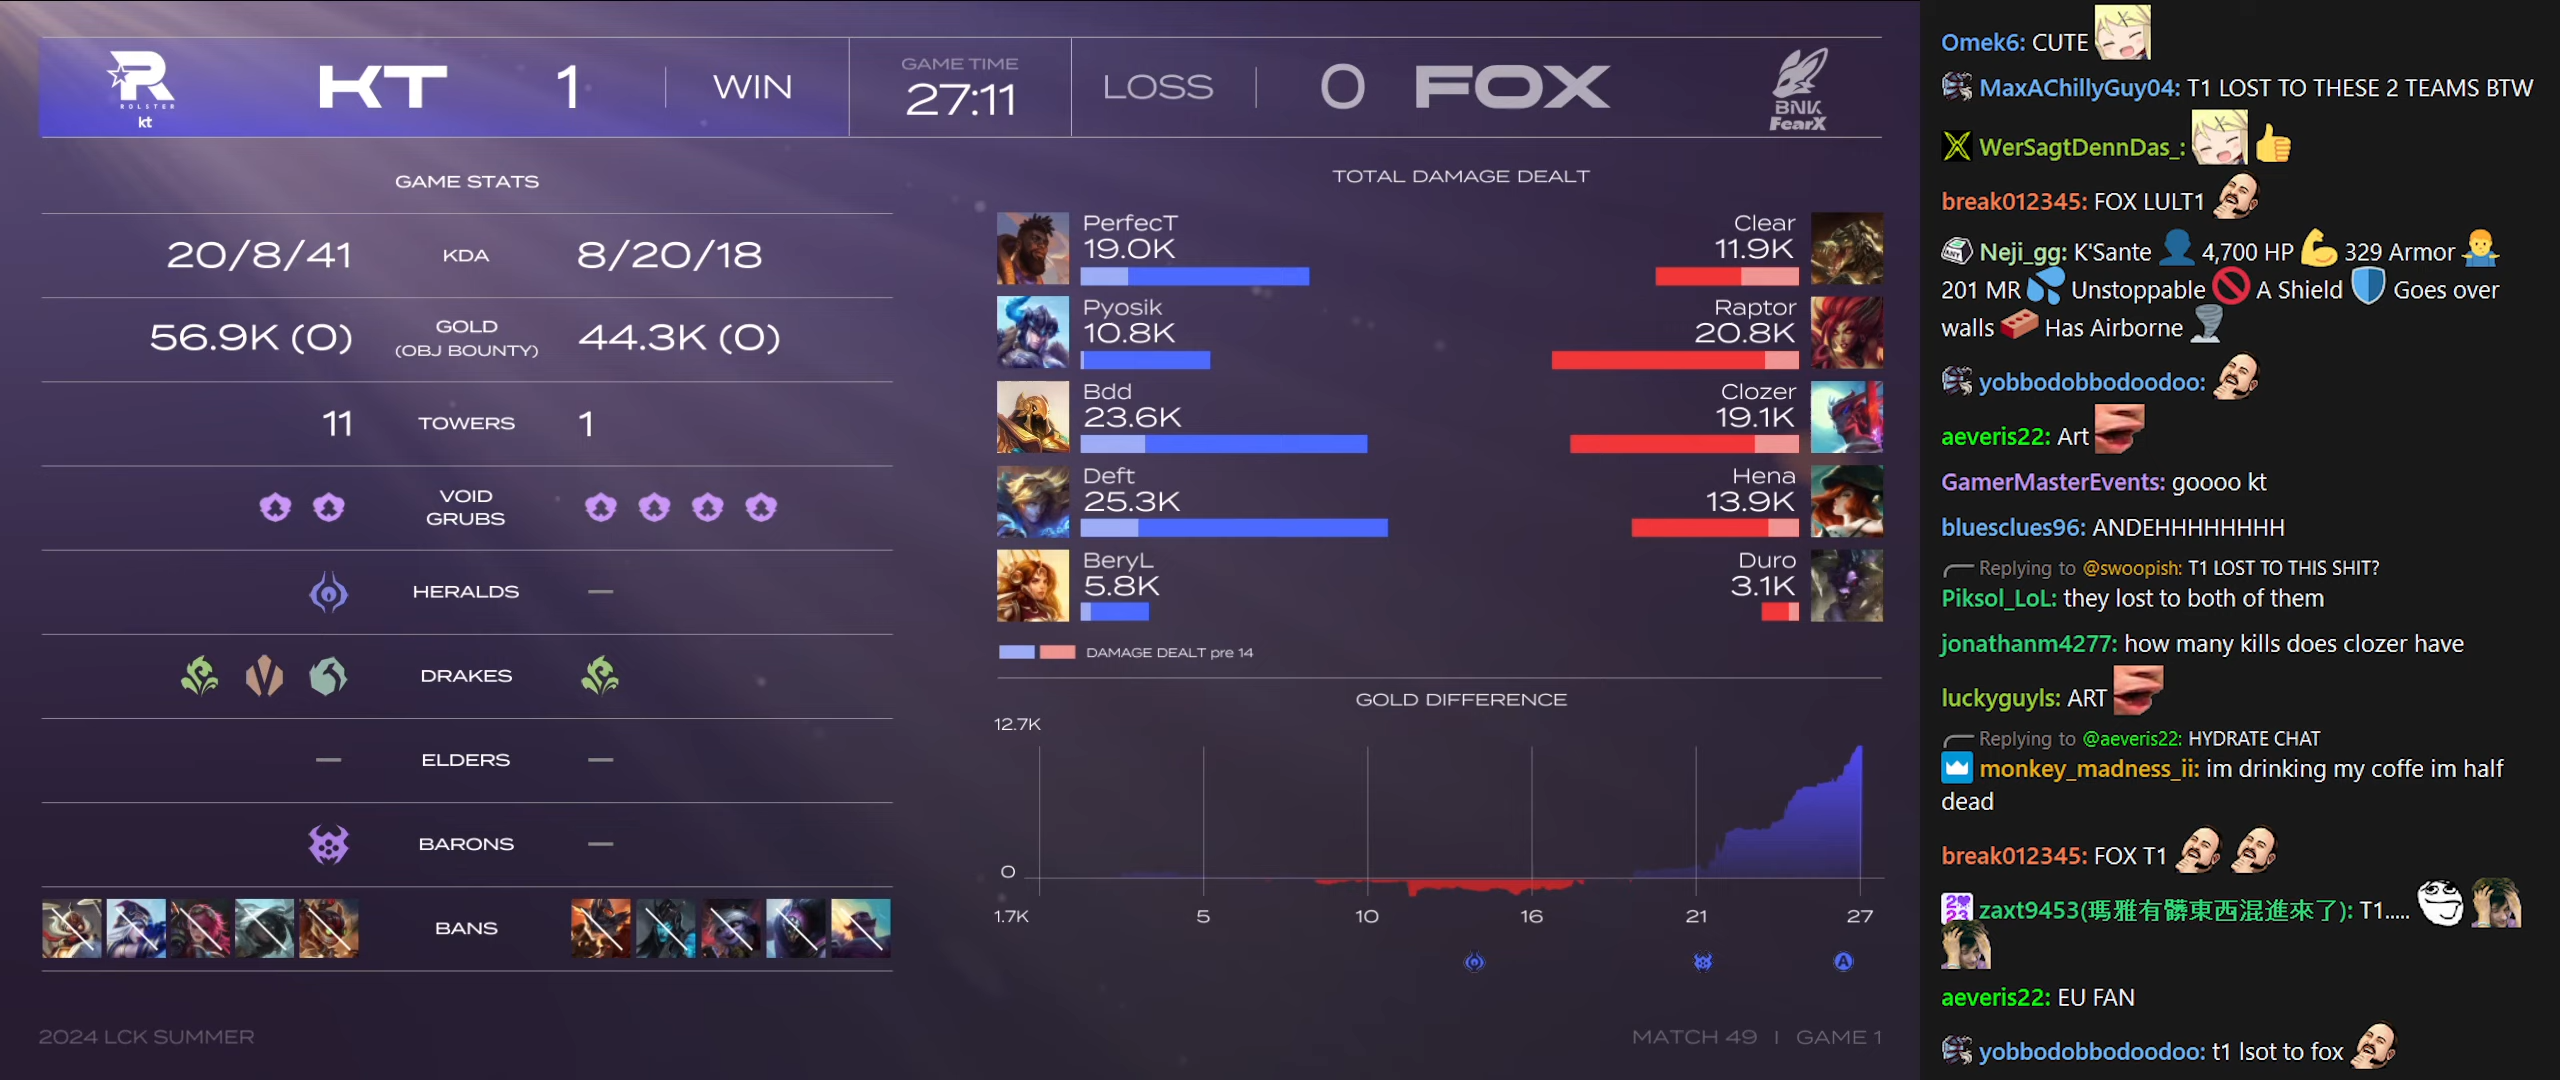 ROLSTER
kt
KT 1 WIN
GAME TIME
27:11
LOSS 0 FOX
BNK
FearX
GAME STATS
20/8/41 KDA 8/20/18
56.9K (0) GOLD (OBJ BOUNTY) 44.3K (0)
11 TOWERS 1
VOID
GRUBS
HERALDS —
DRAKES
— ELDERS —
BARONS —
BANS
TOTAL DAMAGE DEALT
PerfecT Clear
19.0K 11.9K
Pyosik Raptor
10.8K 20.8K
Bdd Clozer
23.6K 19.1K
Deft Hena
25.3K 13.9K
BeryL Duro
5.8K 3.1K
DAMAGE DEALT pre 14
GOLD DIFFERENCE
12.7K
0
1.7K 5 10 16 21 27
A
2024 LCK SUMMER
MATCH 49 | GAME 1
Omek6: CUTE
MaxAChillyGuy04: T1 LOST TO THESE 2 TEAMS BTW
WerSagtDennDas_: 👍
break012345: FOX LULT1
Neji_gg: K'Sante 👤 4,700 HP 💪 329 Armor 🤷‍♂️
201 MR 💦 Unstoppable 🚫 A Shield 🛡️ Goes over
walls 🧱 Has Airborne 🌪️
yobbodobbodoodoo:
aeveris22: Art
GamerMasterEvents: goooo kt
bluesclues96: ANDEHHHHHHHH
Replying to @swoopish: T1 LOST TO THIS SHIT?
Piksol_LoL: they lost to both of them
jonathanm4277: how many kills does clozer have
luckyguyls: ART
Replying to @aeveris22: HYDRATE CHAT
monkey_madness_ii: im drinking my coffe im half
dead
break012345: FOX T1
zaxt9453(瑪雅有髒東西混進來了): T1.....
aeveris22: EU FAN
yobbodobbodoodoo: t1 lsot to fox